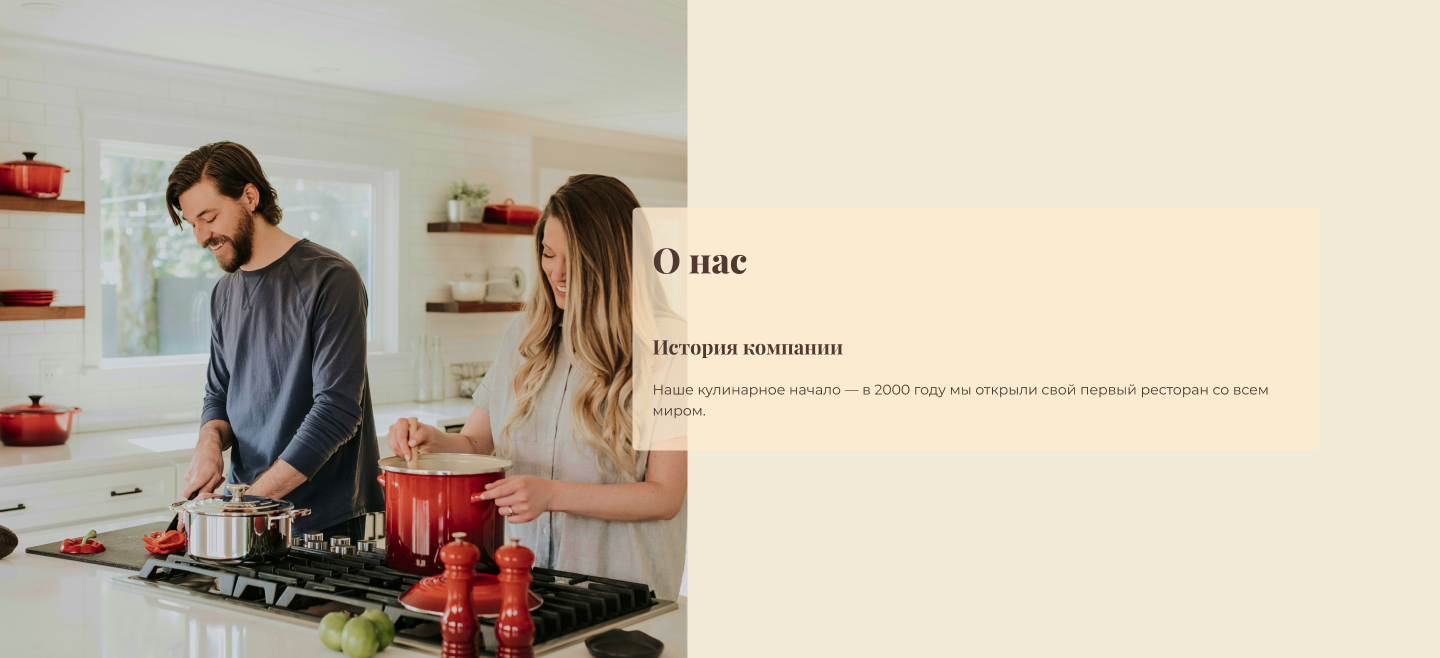 О нас
История компании
Наше кулинарное начало — в 2000 году мы открыли свой первый ресторан со всем
миром.